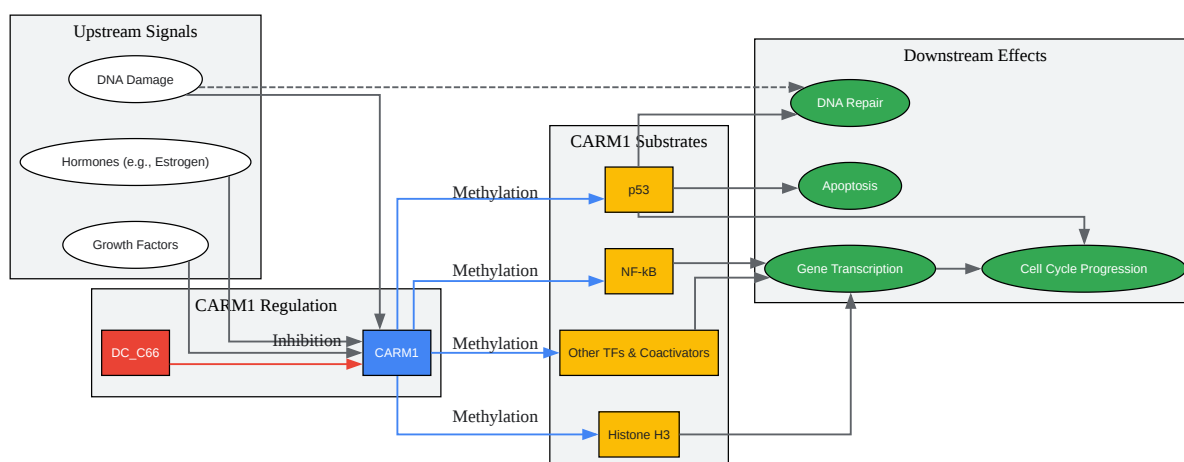 Upstream Signals
DNA Damage
Hormones (e.g., Estrogen)
Growth Factors
CARM1 Regulation
DC_C66
Inhibition
CARM1
Methylation
Methylation
Methylation
Methylation
CARM1 Substrates
p53
NF-kB
Other TFs & Coactivators
Histone H3
Downstream Effects
DNA Repair
Apoptosis
Gene Transcription
Cell Cycle Progression